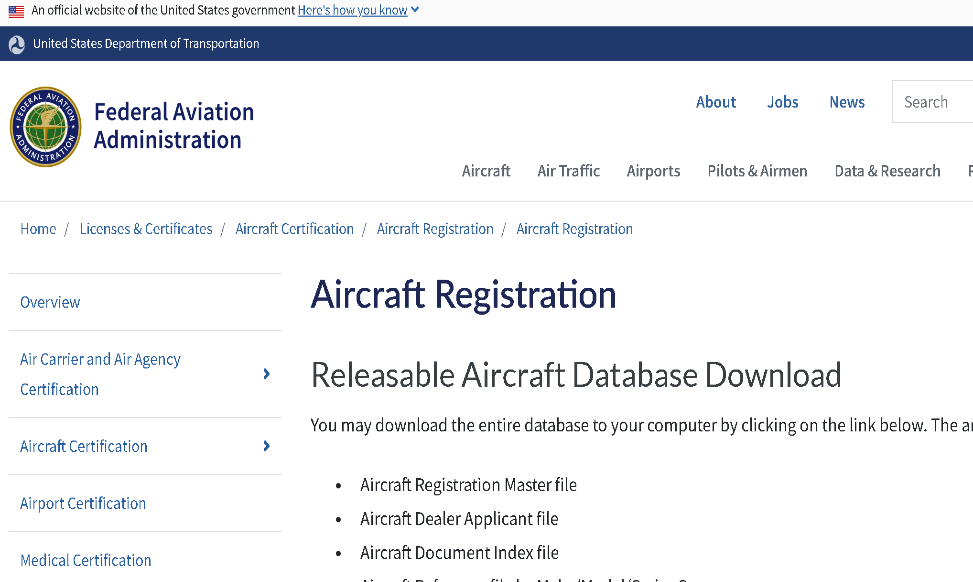 An official website of the United States government Here's how you know
United States Department of Transportation
FEDERAL AVIATION ADMINISTRATION
Federal Aviation
Administration
About Jobs News Search
Aircraft Air Traffic Airports Pilots & Airmen Data & Research
Home / Licenses & Certificates / Aircraft Certification / Aircraft Registration / Aircraft Registration
Overview
Air Carrier and Air Agency
Certification
Aircraft Certification
Airport Certification
Medical Certification
Aircraft Registration
Releasable Aircraft Database Download
You may download the entire database to your computer by clicking on the link below. The
• Aircraft Registration Master file
• Aircraft Dealer Applicant file
• Aircraft Document Index file